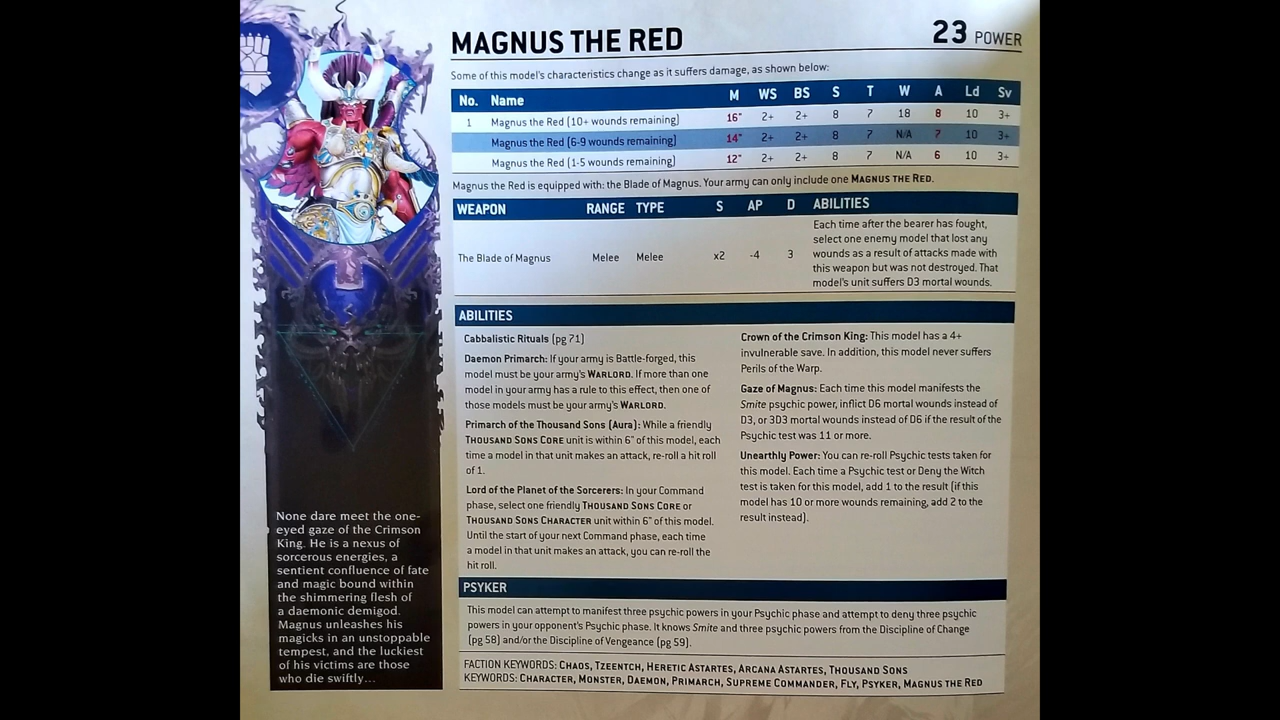 MAGNUS THE RED
23 POWER
Some of this model's characteristics change as it suffers damage, as shown below:
No. Name M WS BS S T W A Ld Sv
1 Magnus the Red (10+ wounds remaining) 16" 2+ 2+ 8 7 18 8 10 3+
Magnus the Red (6-9 wounds remaining) 14" 2+ 2+ 8 7 N/A 7 10 3+
Magnus the Red (1-5 wounds remaining) 12" 2+ 2+ 8 7 N/A 6 10 3+
Magnus the Red is equipped with: the Blade of Magnus. Your army can only include one MAGNUS THE RED.
WEAPON RANGE TYPE S AP D ABILITIES
The Blade of Magnus Melee Melee x2 -4 3
Each time after the bearer has fought,
select one enemy model that lost any
wounds as a result of attacks made with
this weapon but was not destroyed. That
model's unit suffers D3 mortal wounds.
ABILITIES
Cabbalistic Rituals (pg 71)
Daemon Primarch: If your army is Battle-forged, this
model must be your army's WARLORD. If more than one
model in your army has a rule to this effect, then one of
those models must be your army's WARLORD.
Primarch of the Thousand Sons (Aura): While a friendly
THOUSAND SONS CORE unit is within 6" of this model, each
time a model in that unit makes an attack, re-roll a hit roll
of 1.
Lord of the Planet of the Sorcerers: In your Command
phase, select one friendly THOUSAND SONS CORE or
THOUSAND SONS CHARACTER unit within 6" of this model.
Until the start of your next Command phase, each time
a model in that unit makes an attack, you can re-roll the
hit roll.
Crown of the Crimson King: This model has a 4+
invulnerable save. In addition, this model never suffers
Perils of the Warp.
Gaze of Magnus: Each time this model manifests the
Smite psychic power, inflict D6 mortal wounds instead of
D3, or 3D3 mortal wounds instead of D6 if the result of the
Psychic test was 11 or more.
Unearthly Power: You can re-roll Psychic tests taken for
this model. Each time a Psychic test or Deny the Witch
test is taken for this model, add 1 to the result (if this
model has 10 or more wounds remaining, add 2 to the
result instead).
PSYKER
This model can attempt to manifest three psychic powers in your Psychic phase and attempt to deny three psychic
powers in your opponent's Psychic phase. It knows Smite and three psychic powers from the Discipline of Change
(pg 58) and/or the Discipline of Vengeance (pg 59).
FACTION KEYWORDS: CHAOS, TZEENTCH, HERETIC ASTARTES, ARCANA ASTARTES, THOUSAND SONS
KEYWORDS: CHARACTER, MONSTER, DAEMON, PRIMARCH, SUPREME COMMANDER, FLY, PSYKER, MAGNUS THE RED
None dare meet the one-
eyed gaze of the Crimson
King. He is a nexus of
sorcerous energies, a
sentient confluence of fate
and magic bound within
the shimmering flesh of
a daemonic demigod.
Magnus unleashes his
magicks in an unstoppable
tempest, and the luckiest
of his victims are those
who die swiftly...